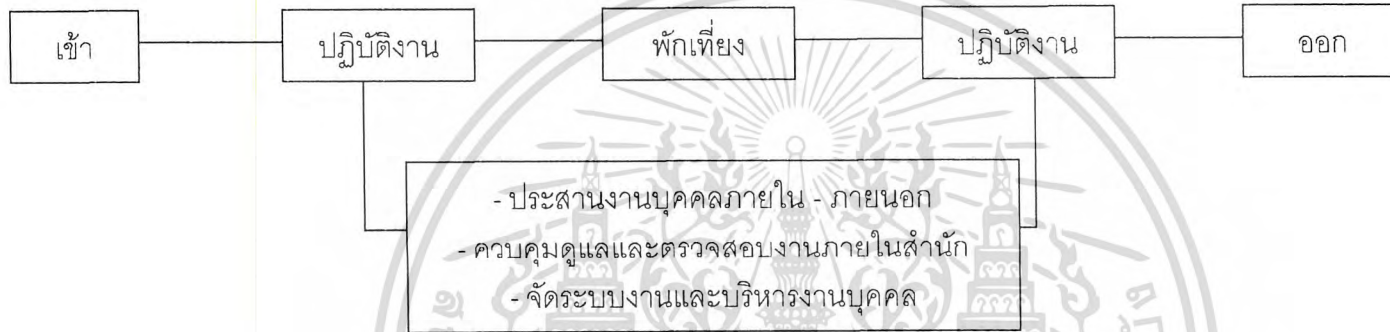 เข้า
ปฏิบัติงาน
พักเที่ยง
ปฏิบัติงาน
ออก
- ประสานงานบุคคลภายใน - ภายนอก
- ควบคุมดูแลและตรวจสอบงานภายในสำนัก
- จัดระบบงานและบริหารงานบุคคล